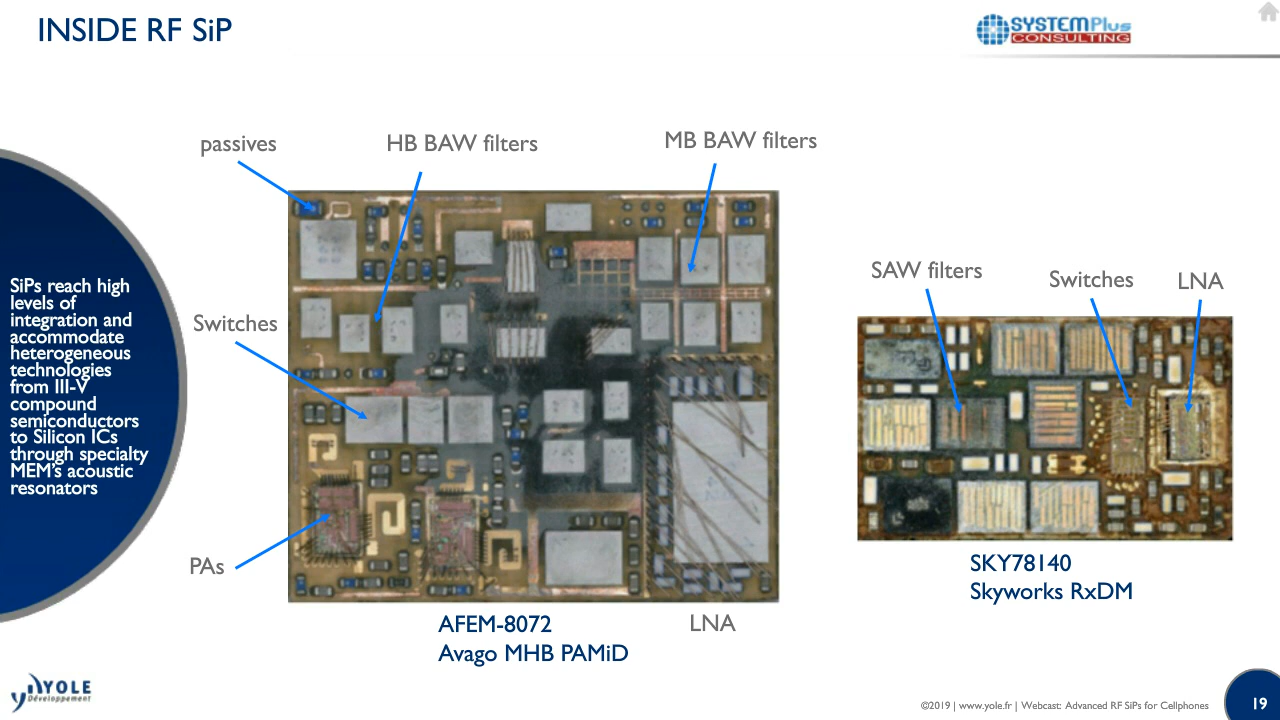 INSIDE RF SiP
SYSTEMPlus
CONSULTING
passives
HB BAW filters
MB BAW filters
SAW filters
Switches
LNA
Switches
PAs
SiPs reach high
levels of
integration and
accommodate
heterogeneous
technologies
from III-V
compound
semiconductors
to Silicon ICs
through specialty
MEM's acoustic
resonators
AFEM-8072
Avago MHB PAMiD
LNA
SKY78140
Skyworks RxDM
YOLE
Développement
©2019 | www.yole.fr | Webcast: Advanced RF SiPs for Cellphones
19